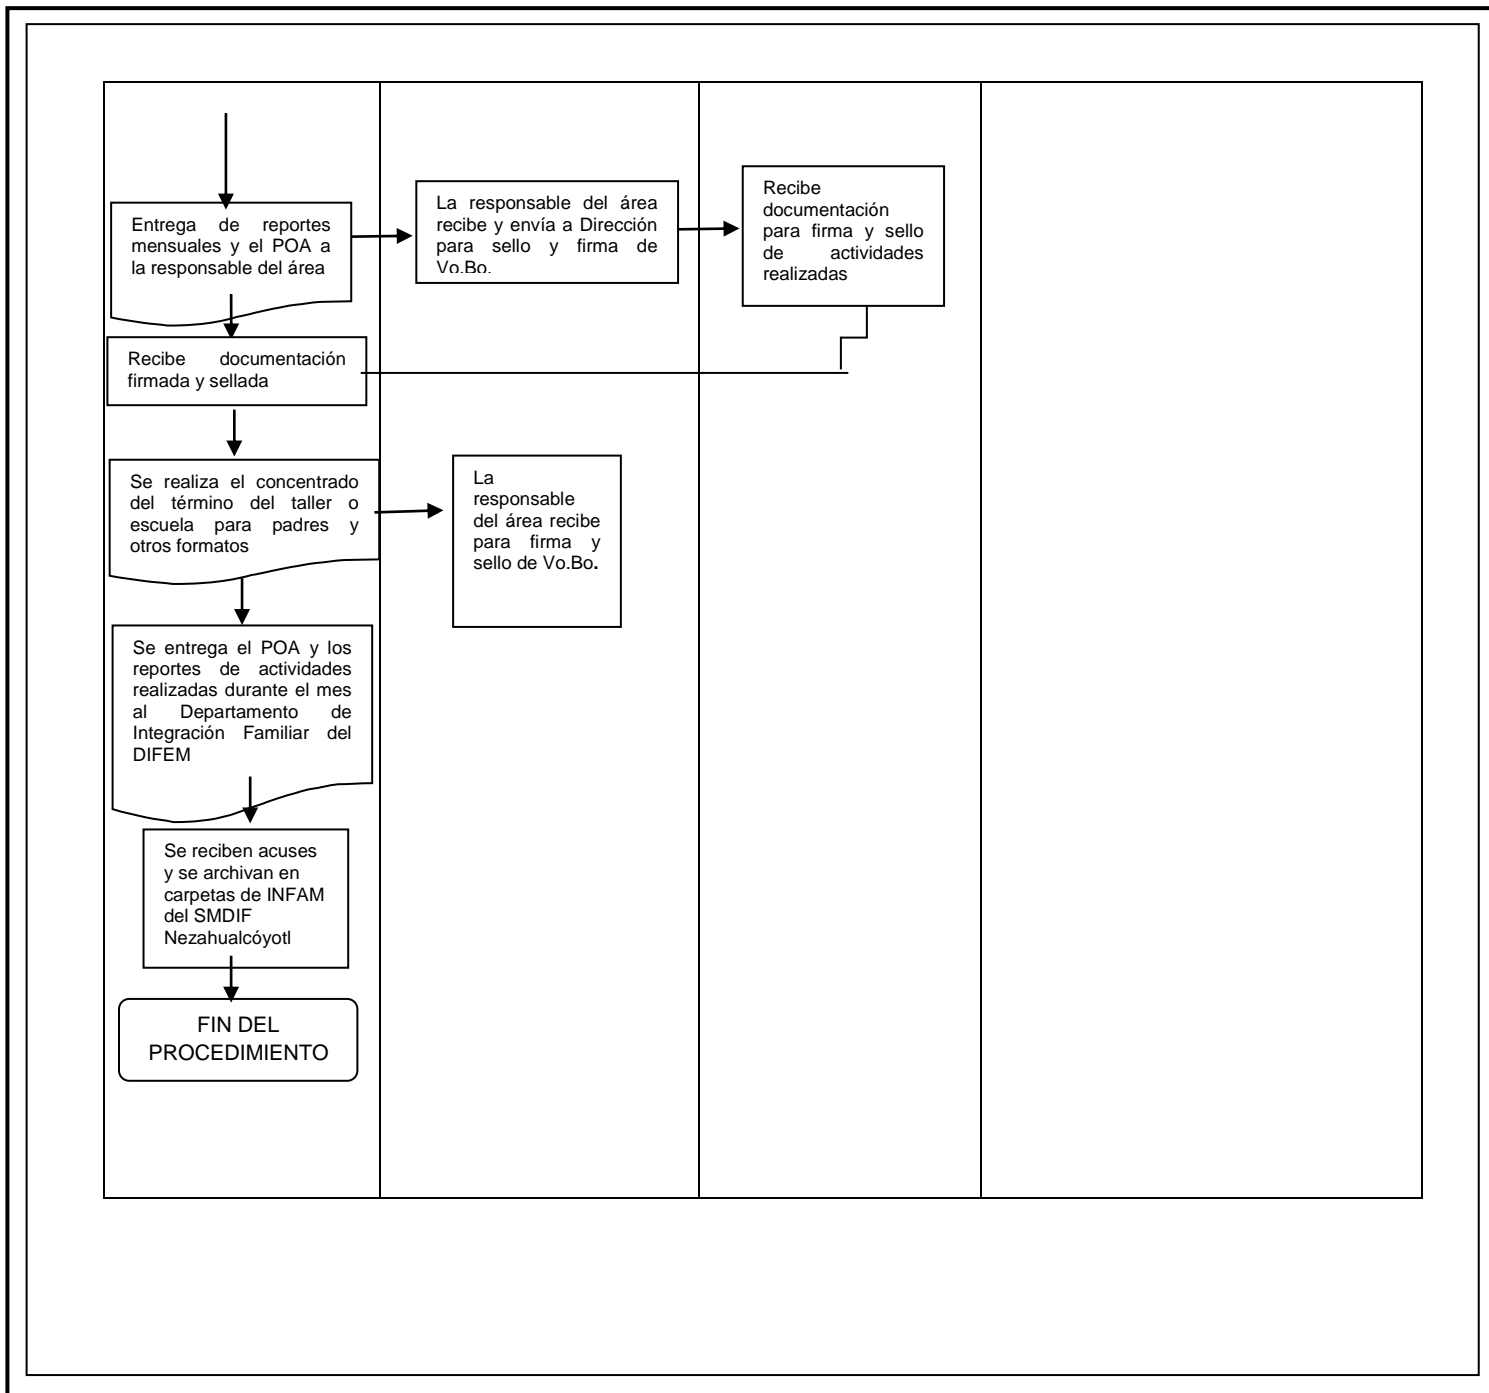 Entrega de reportes
mensuales y el POA a
la responsable del área
La responsable del área
recibe y envía a Dirección
para sello y firma de
Vo.Bo.
Recibe
documentación
para firma y sello
de actividades
realizadas
Recibe documentación
firmada y sellada
Se realiza el concentrado
del término del taller o
escuela para padres y
otros formatos
La
responsable
del área recibe
para firma y
sello de Vo.Bo.
Se entrega el POA y los
reportes de actividades
realizadas durante el mes
al Departamento de
Integración Familiar del
DIFEM
Se reciben acuses
y se archivan en
carpetas de INFAM
del SMDIF
Nezahualcóyotl
FIN DEL
PROCEDIMIENTO